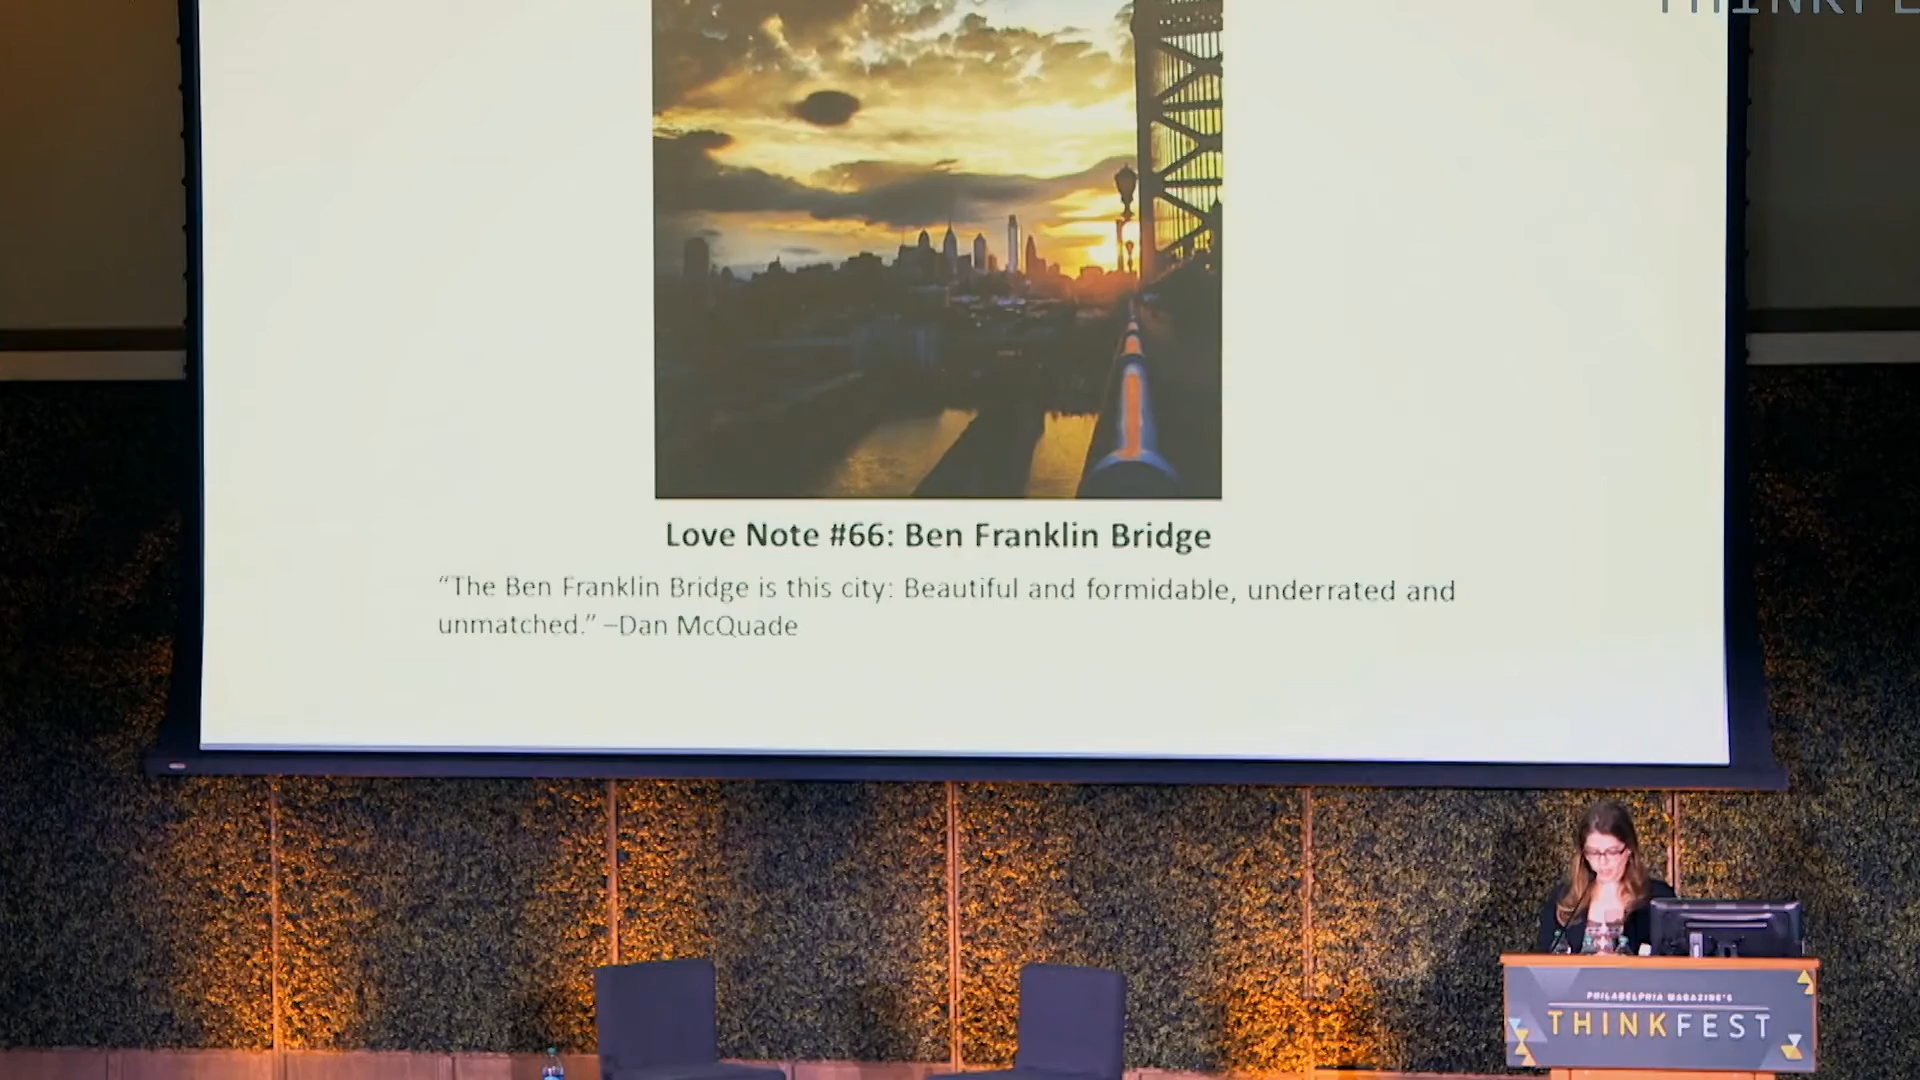 THINKFE
Love Note #66: Ben Franklin Bridge
“The Ben Franklin Bridge is this city: Beautiful and formidable, underrated and
unmatched.” –Dan McQuade
PHILADELPHIA MAGAZINE'S
THINKFEST